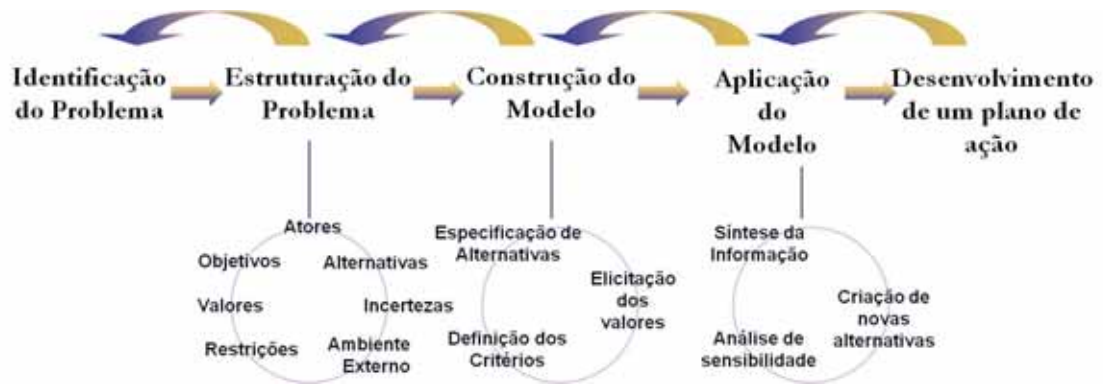 Identificação
do Problema
Estruturação do
Problema
Construção do
Modelo
Aplicação
do
Modelo
Desenvolvimento
de um plano de
ação
Atores
Objetivos
Alternativas
Valores
Incertezas
Restrições
Ambiente
Externo
Especificação de
Alternativas
Elicitação
dos
valores
Definição dos
Critérios
Síntese da
Informação
Criação de
novas
alternativas
Análise de
sensibilidade